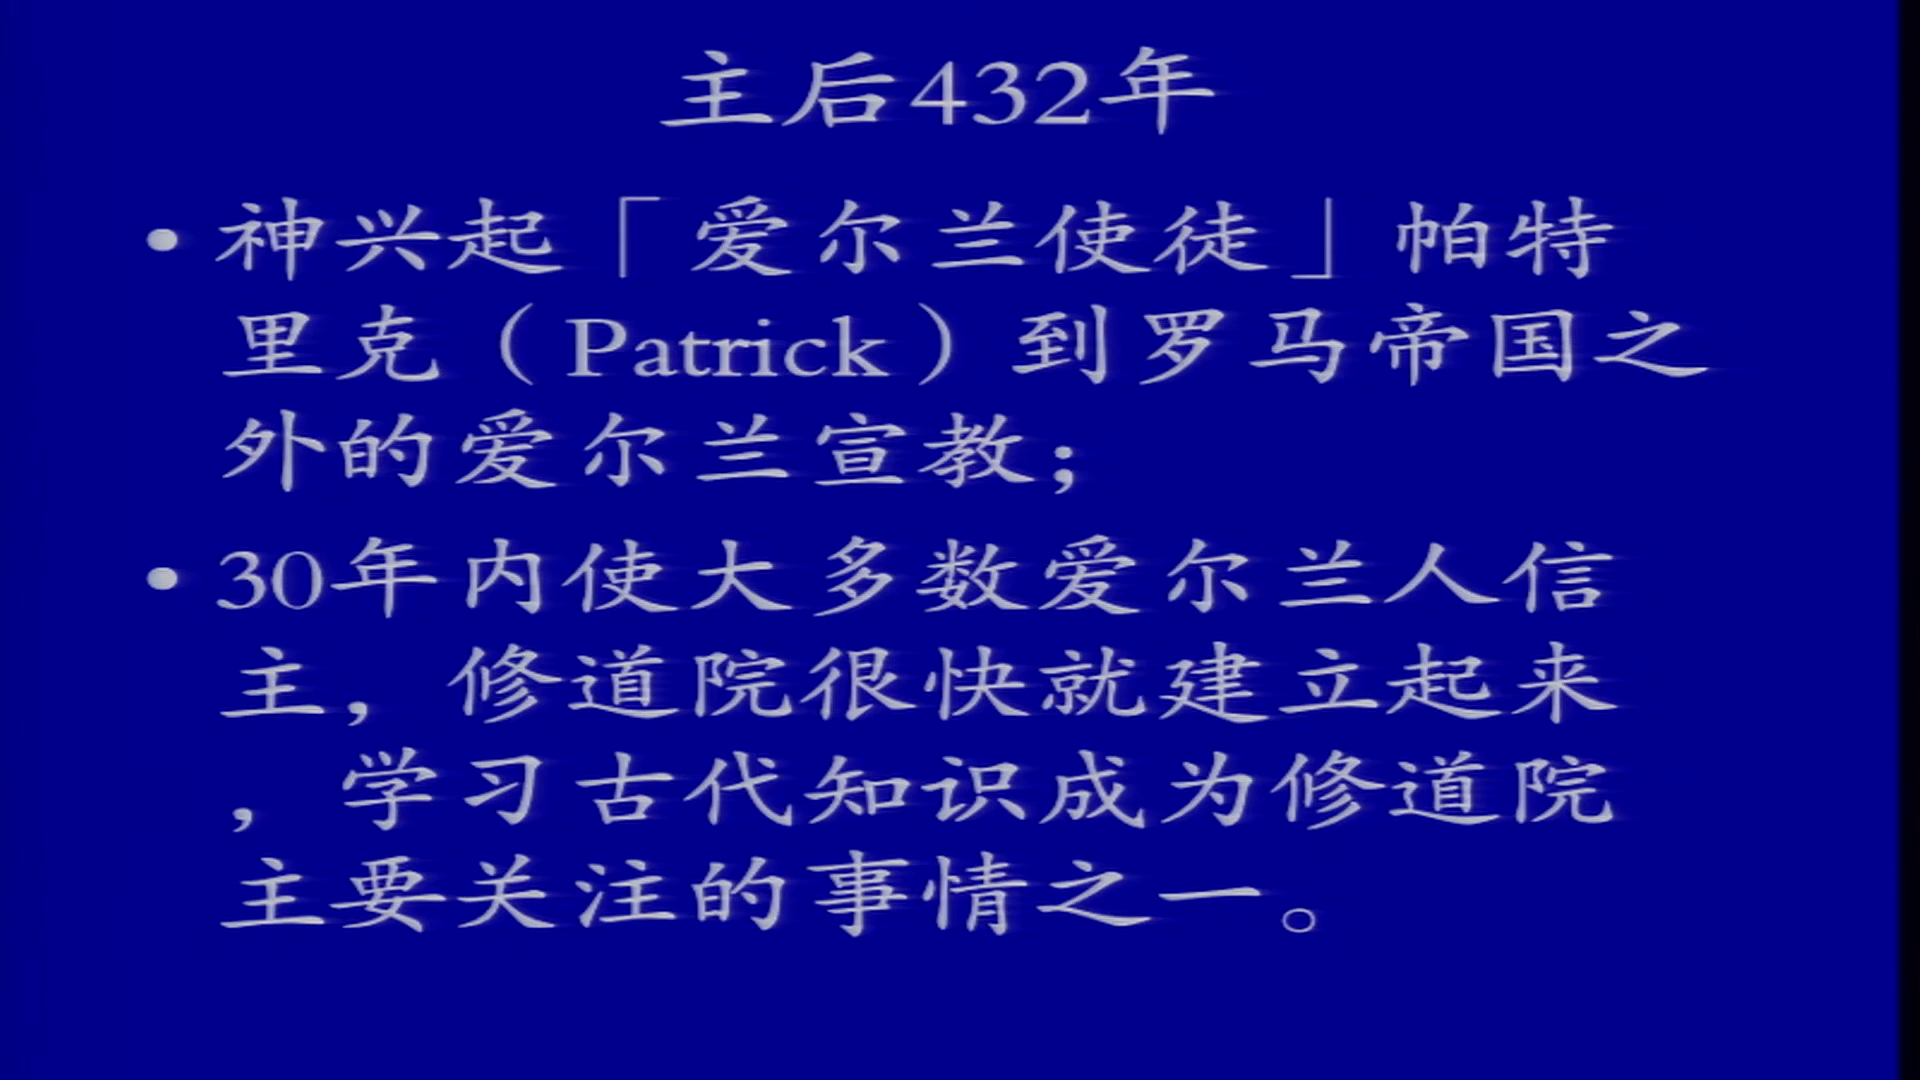 主后432年
• 神兴起「爱尔兰使徒」帕特
里克（Patrick）到罗马帝国之
外的爱尔兰宣教；
• 30年内使大多数爱尔兰人信
主，修道院很快就建立起来
，学习古代知识成为修道院
主要关注的事情之一。